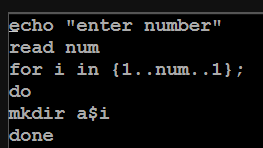 echo "enter number"
read num
for i in {1..num..1};
do
mkdir a$i
done